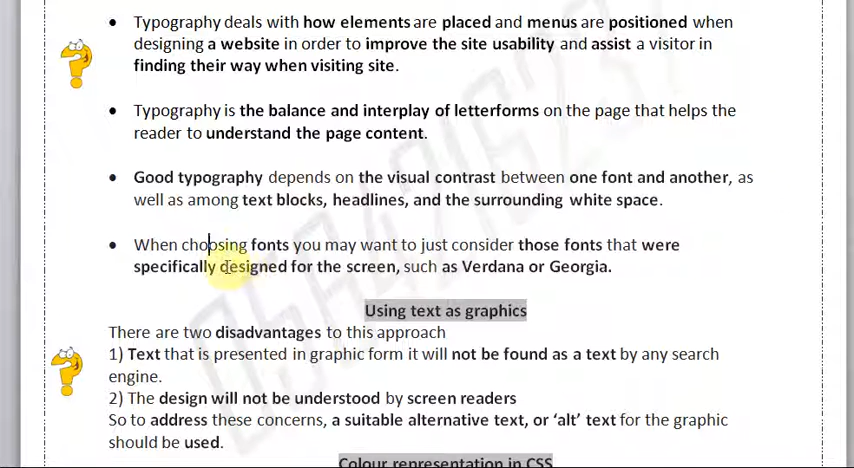 • Typography deals with how elements are placed and menus are positioned when
designing a website in order to improve the site usability and assist a visitor in
finding their way when visiting site.
• Typography is the balance and interplay of letterforms on the page that helps the
reader to understand the page content.
• Good typography depends on the visual contrast between one font and another, as
well as among text blocks, headlines, and the surrounding white space.
• When choosing fonts you may want to just consider those fonts that were
specifically designed for the screen, such as Verdana or Georgia.
Using text as graphics
There are two disadvantages to this approach
1) Text that is presented in graphic form it will not be found as a text by any search
engine.
2) The design will not be understood by screen readers
So to address these concerns, a suitable alternative text, or ‘alt’ text for the graphic
should be used.
Colour representation in CSS